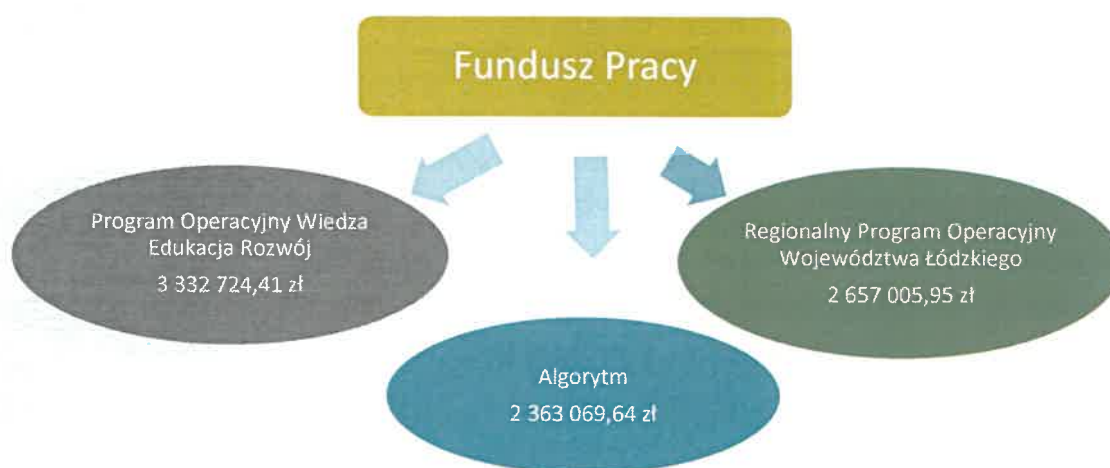 Fundusz Pracy
Program Operacyjny Wiedza
Edukacja Rozwój
3 332 724,41 zł
Regionalny Program Operacyjny
Województwa Łódzkiego
2 657 005,95 zł
Algorytm
2 363 069,64 zł